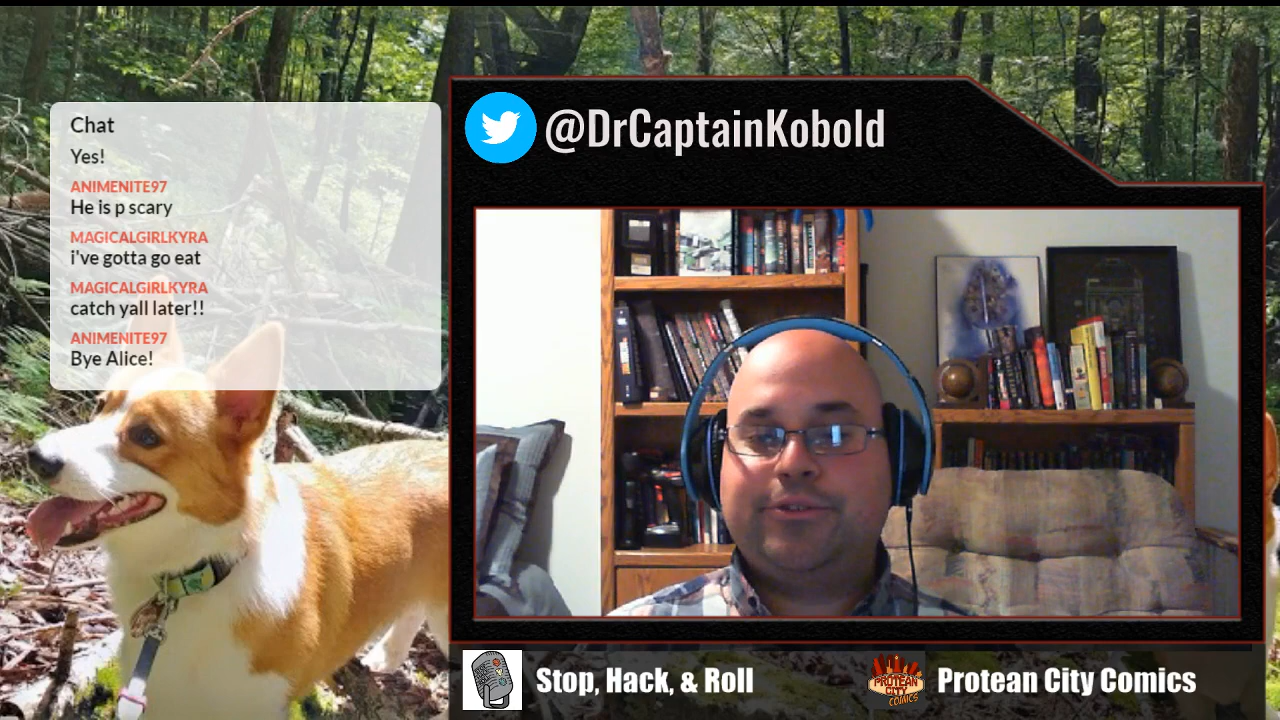 Chat
Yes!
ANIMENITE97
He is p scary
MAGICALGIRLKYRA
i've gotta go eat
MAGICALGIRLKYRA
catch yall later!!
ANIMENITE97
Bye Alice!
@DrCaptainKobold
Stop, Hack, & Roll
PROTEAN
CITY
COMICS
Protean City Comics